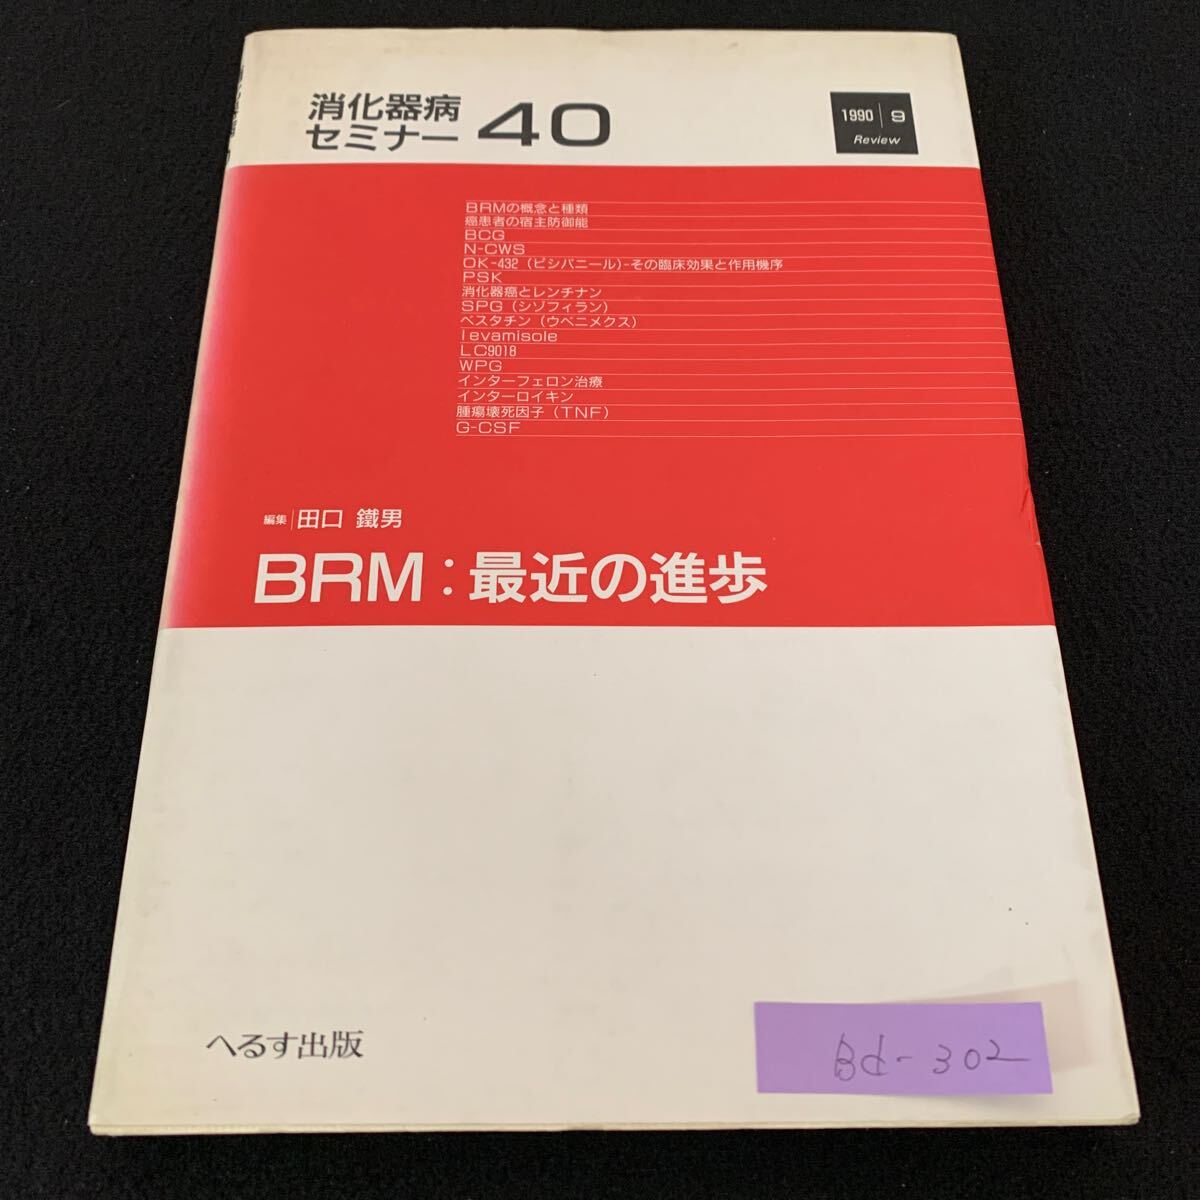 消化器病
セミナー 40
1990 | 9
Review
BRMの概念と種類
癌患者の宿主防御能
BCG
N-CWS
OK-432（ピシバニール）-その臨床効果と作用機序
PSK
消化器癌とレンチナン
SPG（シゾフィラン）
ベスタチン（ウベニメクス）
levamisole
LC9018
WPG
インターフェロン治療
インターロイキン
腫瘍壊死因子（TNF）
G-CSF
編集 | 田口 鐵男
BRM：最近の進歩
へるす出版
Bd-302